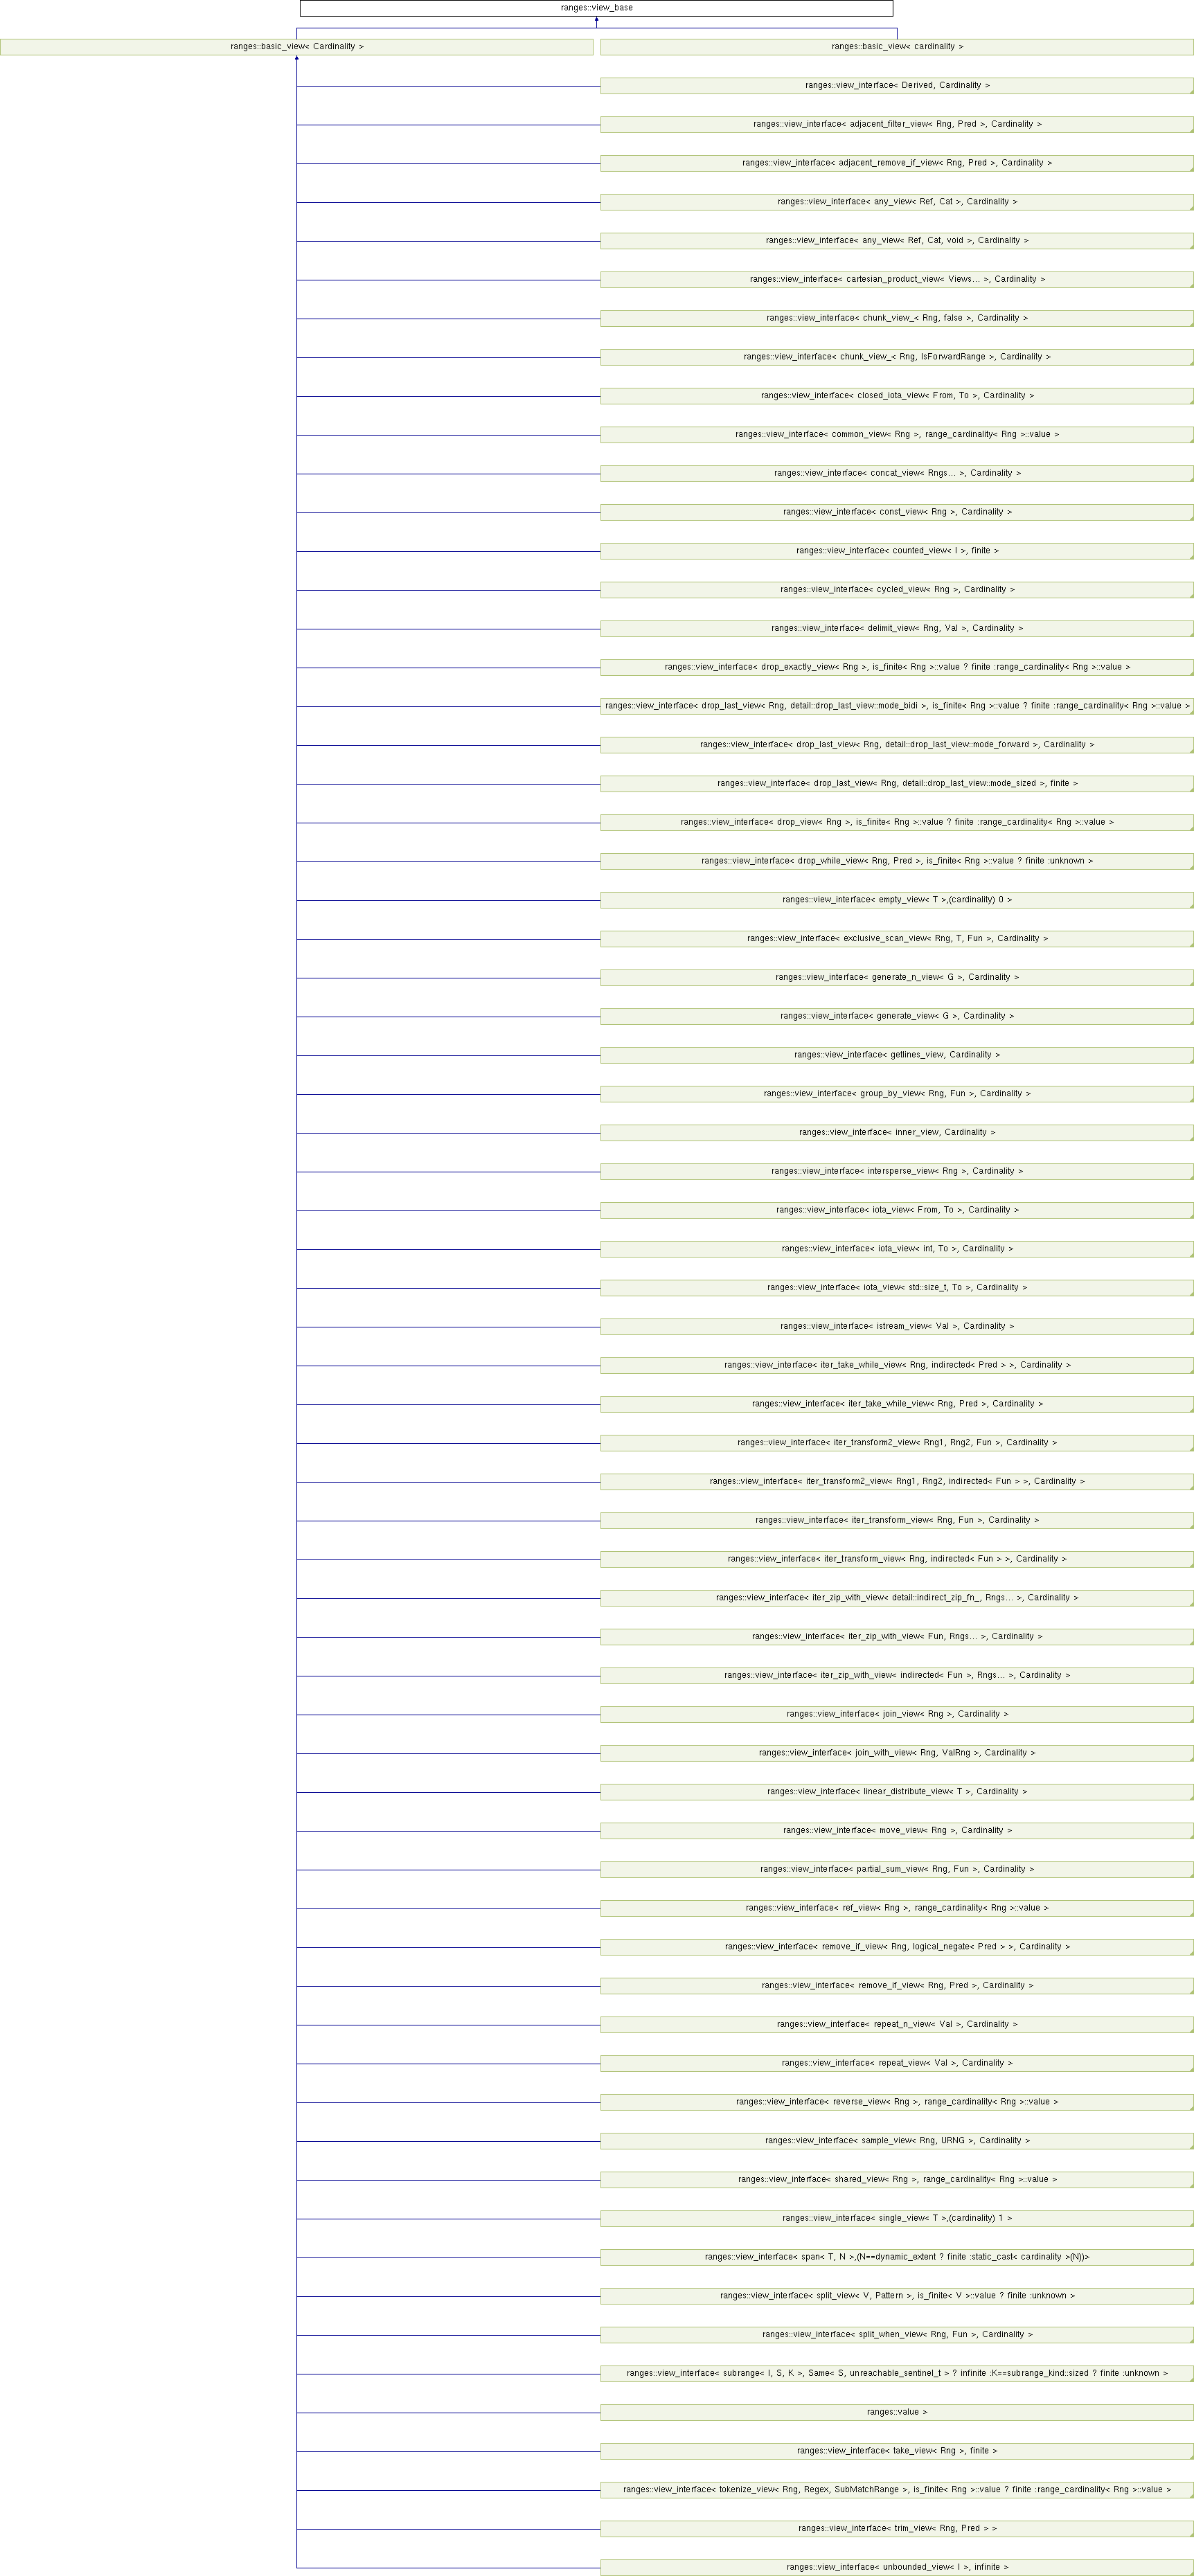 ranges::view_base
ranges::basic_view< Cardinality >
ranges::basic_view< cardinality >
ranges::view_interface< Derived, Cardinality >
ranges::view_interface< adjacent_filter_view< Rng, Pred >, Cardinality >
ranges::view_interface< adjacent_remove_if_view< Rng, Pred >, Cardinality >
ranges::view_interface< any_view< Ref, Cat >, Cardinality >
ranges::view_interface< any_view< Ref, Cat, void >, Cardinality >
ranges::view_interface< cartesian_product_view< Views... >, Cardinality >
ranges::view_interface< chunk_view_< Rng, false >, Cardinality >
ranges::view_interface< chunk_view_< Rng, IsForwardRange >, Cardinality >
ranges::view_interface< closed_iota_view< From, To >, Cardinality >
ranges::view_interface< common_view< Rng >, range_cardinality< Rng >::value >
ranges::view_interface< concat_view< Rngs... >, Cardinality >
ranges::view_interface< const_view< Rng >, Cardinality >
ranges::view_interface< counted_view< I >, finite >
ranges::view_interface< cycled_view< Rng >, Cardinality >
ranges::view_interface< delimit_view< Rng, Val >, Cardinality >
ranges::view_interface< drop_exactly_view< Rng >, is_finite< Rng >::value ? finite :range_cardinality< Rng >::value >
ranges::view_interface< drop_last_view< Rng, detail::drop_last_view::mode_bidi >, is_finite< Rng >::value ? finite :range_cardinality< Rng >::value >
ranges::view_interface< drop_last_view< Rng, detail::drop_last_view::mode_forward >, Cardinality >
ranges::view_interface< drop_last_view< Rng, detail::drop_last_view::mode_sized >, finite >
ranges::view_interface< drop_view< Rng >, is_finite< Rng >::value ? finite :range_cardinality< Rng >::value >
ranges::view_interface< drop_while_view< Rng, Pred >, is_finite< Rng >::value ? finite :unknown >
ranges::view_interface< empty_view< T >,(cardinality) 0 >
ranges::view_interface< exclusive_scan_view< Rng, T, Fun >, Cardinality >
ranges::view_interface< generate_n_view< G >, Cardinality >
ranges::view_interface< generate_view< G >, Cardinality >
ranges::view_interface< getlines_view, Cardinality >
ranges::view_interface< group_by_view< Rng, Fun >, Cardinality >
ranges::view_interface< inner_view, Cardinality >
ranges::view_interface< intersperse_view< Rng >, Cardinality >
ranges::view_interface< iota_view< From, To >, Cardinality >
ranges::view_interface< iota_view< int, To >, Cardinality >
ranges::view_interface< iota_view< std::size_t, To >, Cardinality >
ranges::view_interface< istream_view< Val >, Cardinality >
ranges::view_interface< iter_take_while_view< Rng, indirected< Pred > >, Cardinality >
ranges::view_interface< iter_take_while_view< Rng, Pred >, Cardinality >
ranges::view_interface< iter_transform2_view< Rng1, Rng2, Fun >, Cardinality >
ranges::view_interface< iter_transform2_view< Rng1, Rng2, indirected< Fun > >, Cardinality >
ranges::view_interface< iter_transform_view< Rng, Fun >, Cardinality >
ranges::view_interface< iter_transform_view< Rng, indirected< Fun > >, Cardinality >
ranges::view_interface< iter_zip_with_view< detail::indirect_zip_fn_, Rngs... >, Cardinality >
ranges::view_interface< iter_zip_with_view< Fun, Rngs... >, Cardinality >
ranges::view_interface< iter_zip_with_view< indirected< Fun >, Rngs... >, Cardinality >
ranges::view_interface< join_view< Rng >, Cardinality >
ranges::view_interface< join_with_view< Rng, ValRng >, Cardinality >
ranges::view_interface< linear_distribute_view< T >, Cardinality >
ranges::view_interface< move_view< Rng >, Cardinality >
ranges::view_interface< partial_sum_view< Rng, Fun >, Cardinality >
ranges::view_interface< ref_view< Rng >, range_cardinality< Rng >::value >
ranges::view_interface< remove_if_view< Rng, logical_negate< Pred > >, Cardinality >
ranges::view_interface< remove_if_view< Rng, Pred >, Cardinality >
ranges::view_interface< repeat_n_view< Val >, Cardinality >
ranges::view_interface< repeat_view< Val >, Cardinality >
ranges::view_interface< reverse_view< Rng >, range_cardinality< Rng >::value >
ranges::view_interface< sample_view< Rng, URNG >, Cardinality >
ranges::view_interface< shared_view< Rng >, range_cardinality< Rng >::value >
ranges::view_interface< single_view< T >,(cardinality) 1 >
ranges::view_interface< span< T, N >,(N==dynamic_extent ? finite :static_cast< cardinality >(N))>
ranges::view_interface< split_view< V, Pattern >, is_finite< V >::value ? finite :unknown >
ranges::view_interface< split_when_view< Rng, Fun >, Cardinality >
ranges::view_interface< subrange< I, S, K >, Same< S, unreachable_sentinel_t > ? infinite :K==subrange_kind::sized ? finite :unknown >
ranges::value >
ranges::view_interface< take_view< Rng >, finite >
ranges::view_interface< tokenize_view< Rng, Regex, SubMatchRange >, is_finite< Rng >::value ? finite :range_cardinality< Rng >::value >
ranges::view_interface< trim_view< Rng, Pred > >
ranges::view_interface< unbounded_view< I >, infinite >